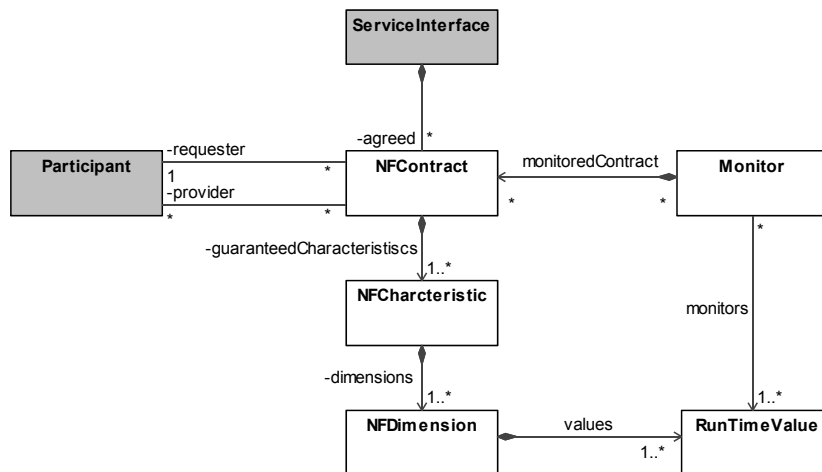 ServiceInterface
-agreed
*
-requester
1
*
Participant
-provider
*
*
NFContract
monitoredContract
*
*
Monitor
*
-guaranteedCharacteristiscs
1..*
NFCharcteristic
monitors
-dimensions
1..*
1..*
NFDimension
values
1..*
RunTimeValue